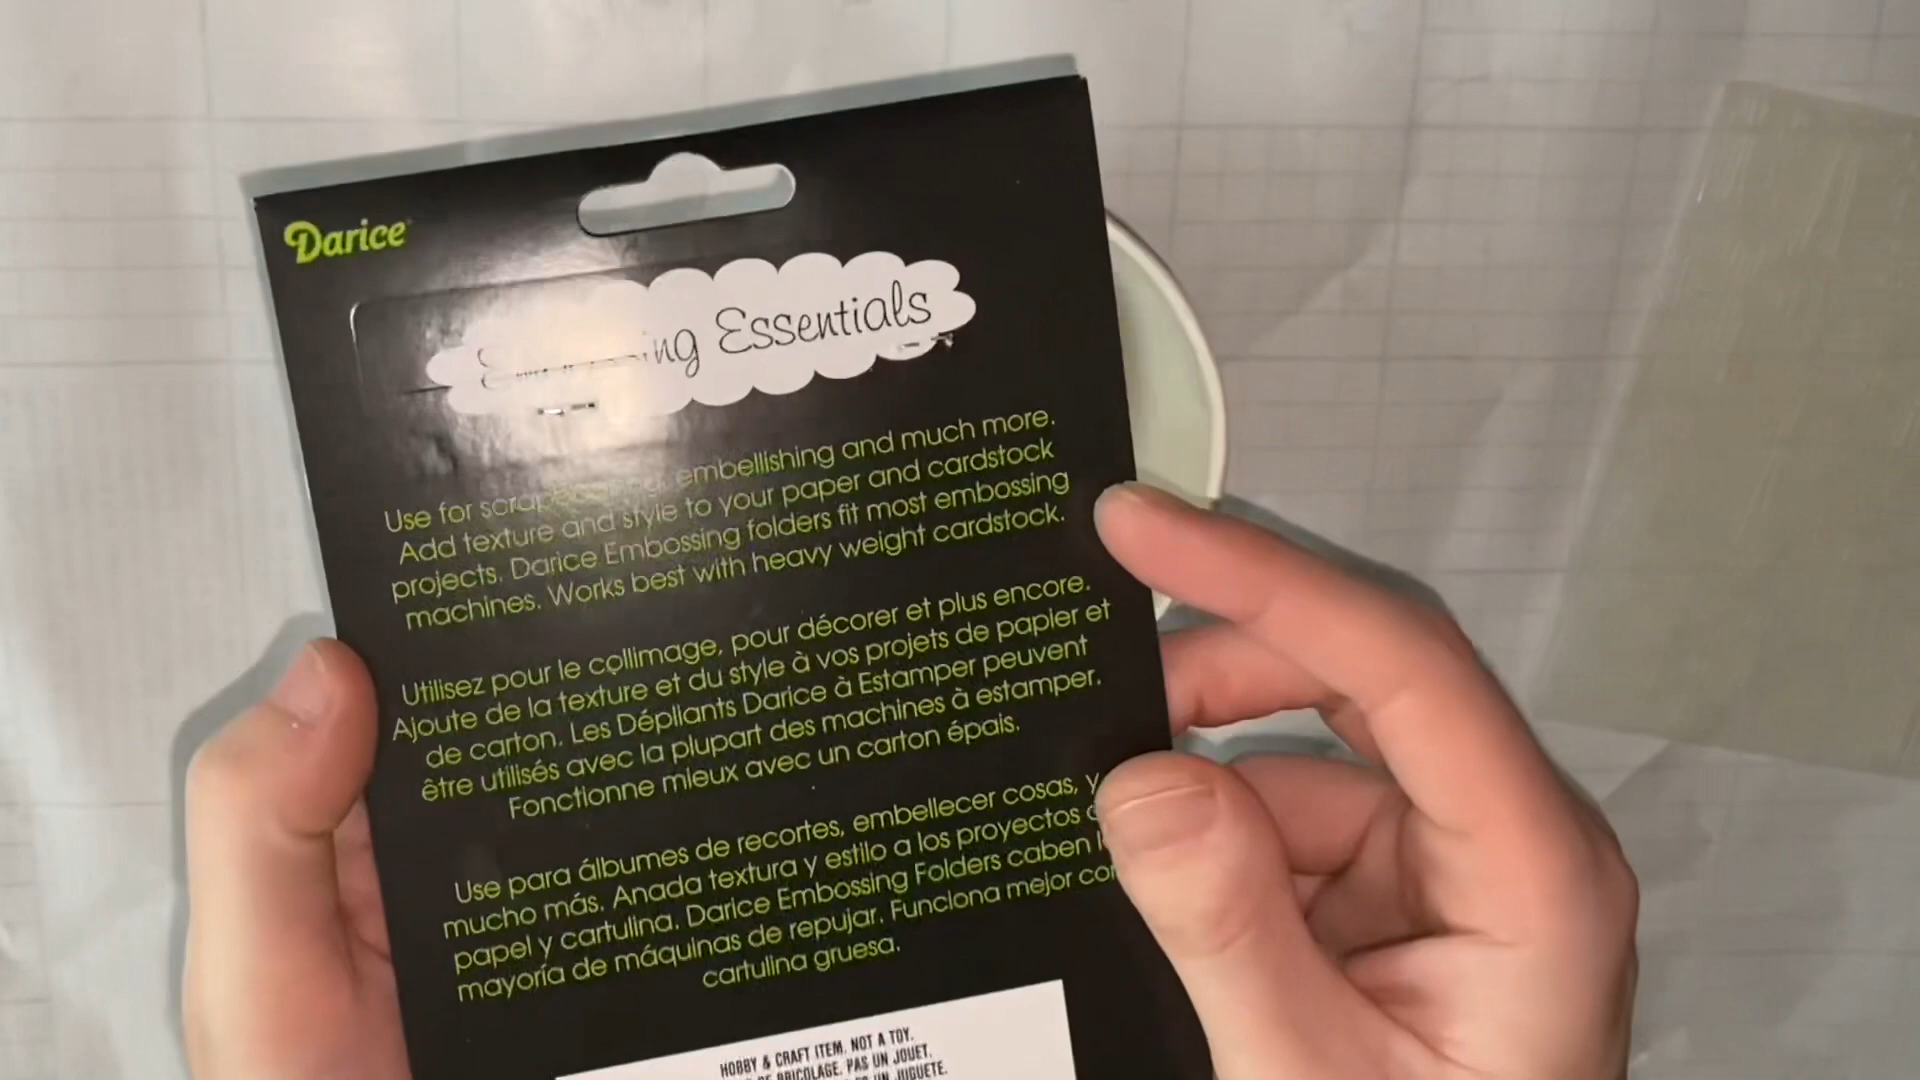 Darice
Essentials
Use for embellishing and much more.
Add texture and style to your paper and cardstock
projects. Darice Embossing folders fit most embossing
machines. Works best with heavy weight cardstock.
Utilisez pour le collimage, pour décorer et plus encore.
Ajoute de la texture et du style à vos projets de papier et
de carton. Les Dépliants Darice à Estamper peuvent
être utilisés avec la plupart des machines à estamper.
Fonctionne mieux avec un carton épais.
Use para álbumes de recortes, embellecer cosas, y
mucho más. Anada textura y estilo a los proyectos
papel y cartulina. Darice Embossing Folders caben
mayoría de máquinas de repujar. Funciona mejor
cartulina gruesa.
HOBBY & CRAFT ITEM. NOT A TOY.
BRICOLAGE. PAS UN JOUET.
UN JUGUETE.